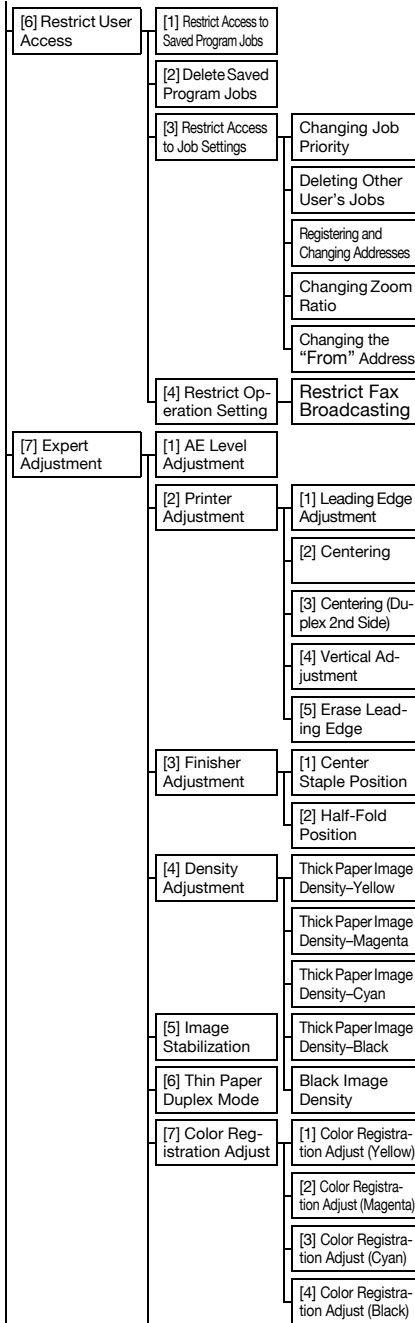 [6] Restrict User
Access
[1] Restrict Access to
Saved Program Jobs
[2] Delete Saved
Program Jobs
[3] Restrict Access
to Job Settings
Changing Job
Priority
Deleting Other
User's Jobs
Registering and
Changing Addresses
Changing Zoom
Ratio
Changing the
“From” Address
[4] Restrict Op-
eration Setting
Restrict Fax
Broadcasting
[7] Expert
Adjustment
[1] AE Level
Adjustment
[2] Printer
Adjustment
[1] Leading Edge
Adjustment
[2] Centering
[3] Centering (Du-
plex 2nd Side)
[4] Vertical Ad-
justment
[5] Erase Lead-
ing Edge
[3] Finisher
Adjustment
[1] Center
Staple Position
[2] Half-Fold
Position
[4] Density
Adjustment
Thick Paper Image
Density–Yellow
Thick Paper Image
Density–Magenta
Thick Paper Image
Density–Cyan
Thick Paper Image
Density–Black
Black Image
Density
[5] Image
Stabilization
[6] Thin Paper
Duplex Mode
[7] Color Reg-
istration Adjust
[1] Color Registra-
tion Adjust (Yellow)
[2] Color Registra-
tion Adjust (Magenta)
[3] Color Registra-
tion Adjust (Cyan)
[4] Color Registra-
tion Adjust (Black)